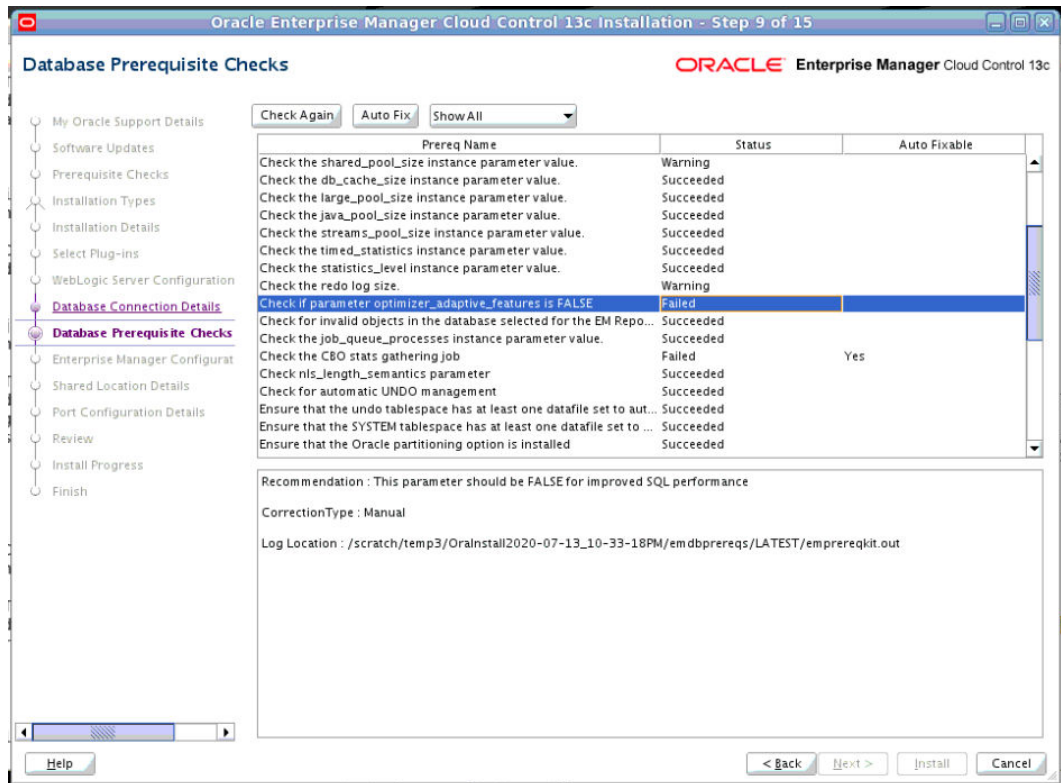 Oracle Enterprise Manager Cloud Control 13c Installation - Step 9 of 15
Database Prerequisite Checks
ORACLE Enterprise Manager Cloud Control 13c
My Oracle Support Details
Software Updates
Prerequisite Checks
Installation Types
Installation Details
Select Plug-ins
WebLogic Server Configuration
Database Connection Details
Database Prerequisite Checks
Enterprise Manager Configurat
Shared Location Details
Port Configuration Details
Review
Install Progress
Finish
Check Again Auto Fix Show All
Prereq Name Status Auto Fixable
Check the shared_pool_size instance parameter value. Warning
Check the db_cache_size instance parameter value. Succeeded
Check the large_pool_size instance parameter value. Succeeded
Check the java_pool_size instance parameter value. Succeeded
Check the streams_pool_size instance parameter value. Succeeded
Check the timed_statistics instance parameter value. Succeeded
Check the statistics_level instance parameter value. Succeeded
Check the redo log size. Warning
Check if parameter optimizer_adaptive_features is FALSE Failed
Check for invalid objects in the database selected for the EM Repo... Succeeded
Check the job_queue_processes instance parameter value. Succeeded
Check the CBO stats gathering job Failed Yes
Check nls_length_semantics parameter Succeeded
Check for automatic UNDO management Succeeded
Ensure that the undo tablespace has at least one datafile set to aut... Succeeded
Ensure that the SYSTEM tablespace has at least one datafile set to ... Succeeded
Ensure that the Oracle partitioning option is installed Succeeded
Recommendation : This parameter should be FALSE for improved SQL performance
CorrectionType : Manual
Log Location : /scratch/temp3/OraInstall2020-07-13_10-33-18PM/emdbprereqs/LATEST/emprereqkit.out
Help < Back Next > Install Cancel